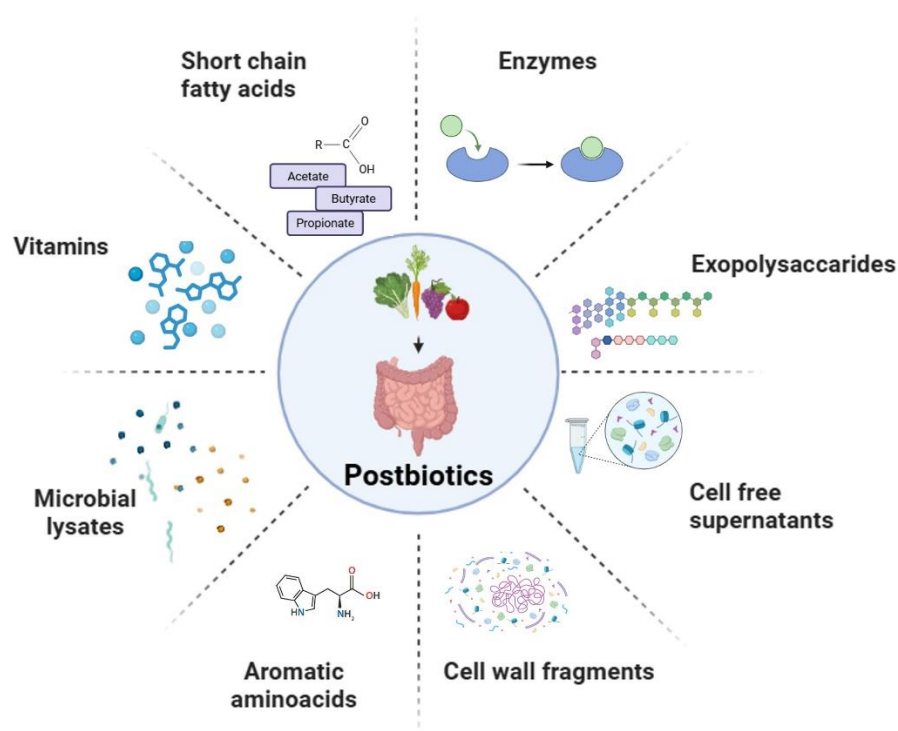 Short chain
fatty acids
Enzymes
O
R
C
OH
Acetate
Butyrate
Propionate
Vitamins
Exopolysaccarides
Postbiotics
Microbial
lysates
Cell free
supernatants
O
OH
HN
NH2
Aromatic
aminoacids
Cell wall fragments